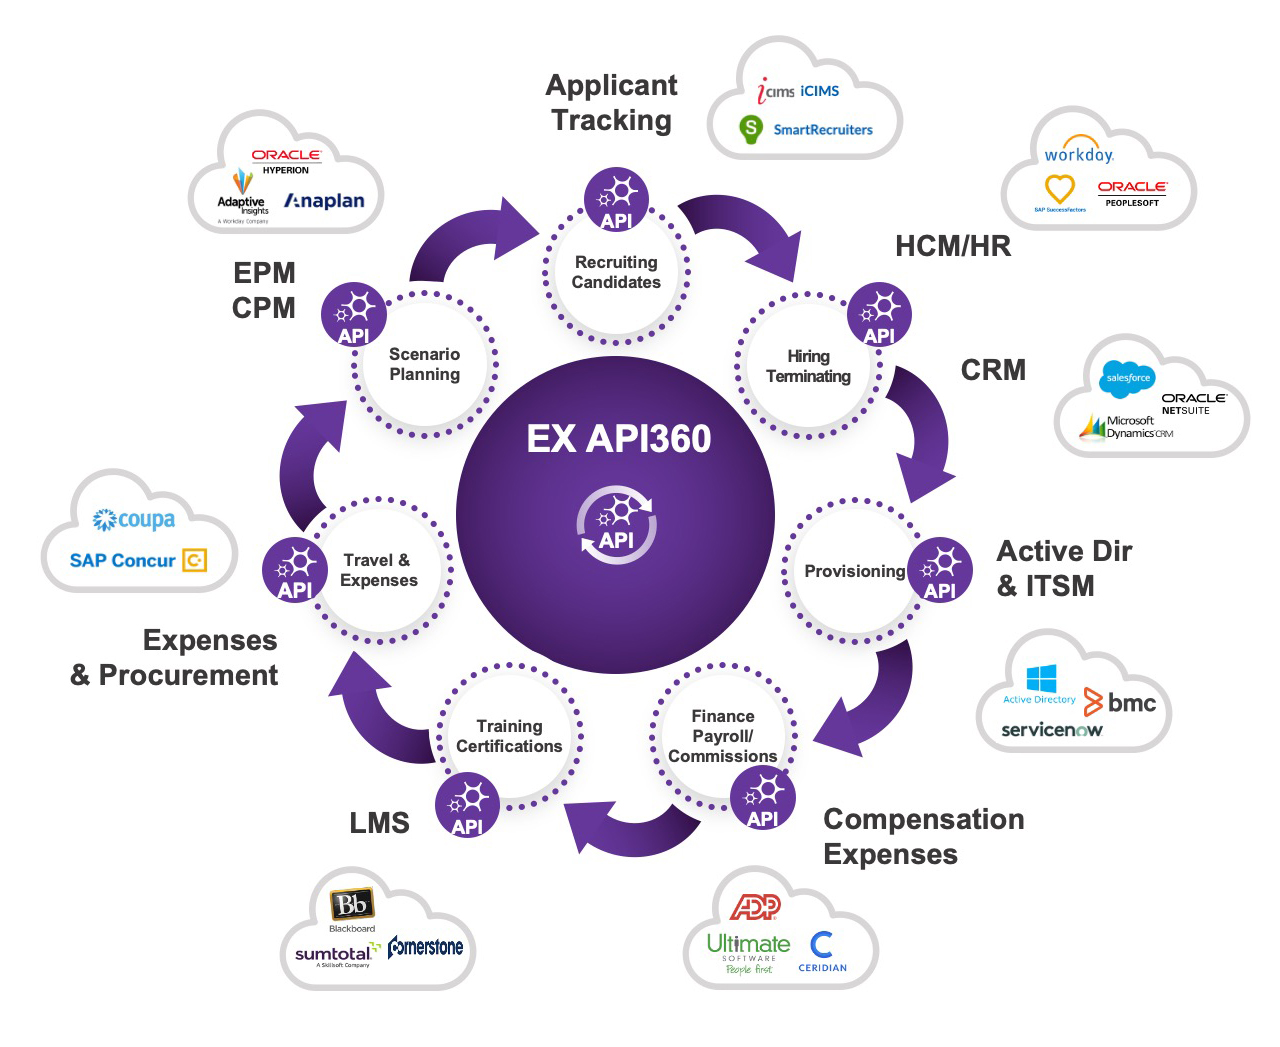 Applicant
Tracking
icims iCIMS
SmartRecruiters
ORACLE
HYPERION
Adaptive
Insights
A Workday Company
Anaplan
workday.
SAP SuccessFactors
ORACLE
PEOPLESOFT
API
Recruiting
Candidates
HCM/HR
EPM
CPM
API
Scenario
Planning
API
Hiring
Terminating
CRM
salesforce
ORACLE
NETSUITE
Microsoft
Dynamics CRM
EX API360
API
coupa
SAP Concur C
API
Travel &
Expenses
Provisioning
API
Active Dir
& ITSM
Expenses
& Procurement
Active Directory
bmc
servicenow
Training
Certifications
API
Finance
Payroll/
Commissions
API
LMS
Compensation
Expenses
Bb
Blackboard
sumtotal
A Skillsoft Company
Cornerstone
ADP
Ultimate
SOFTWARE
People first.
C
CERIDIAN
S